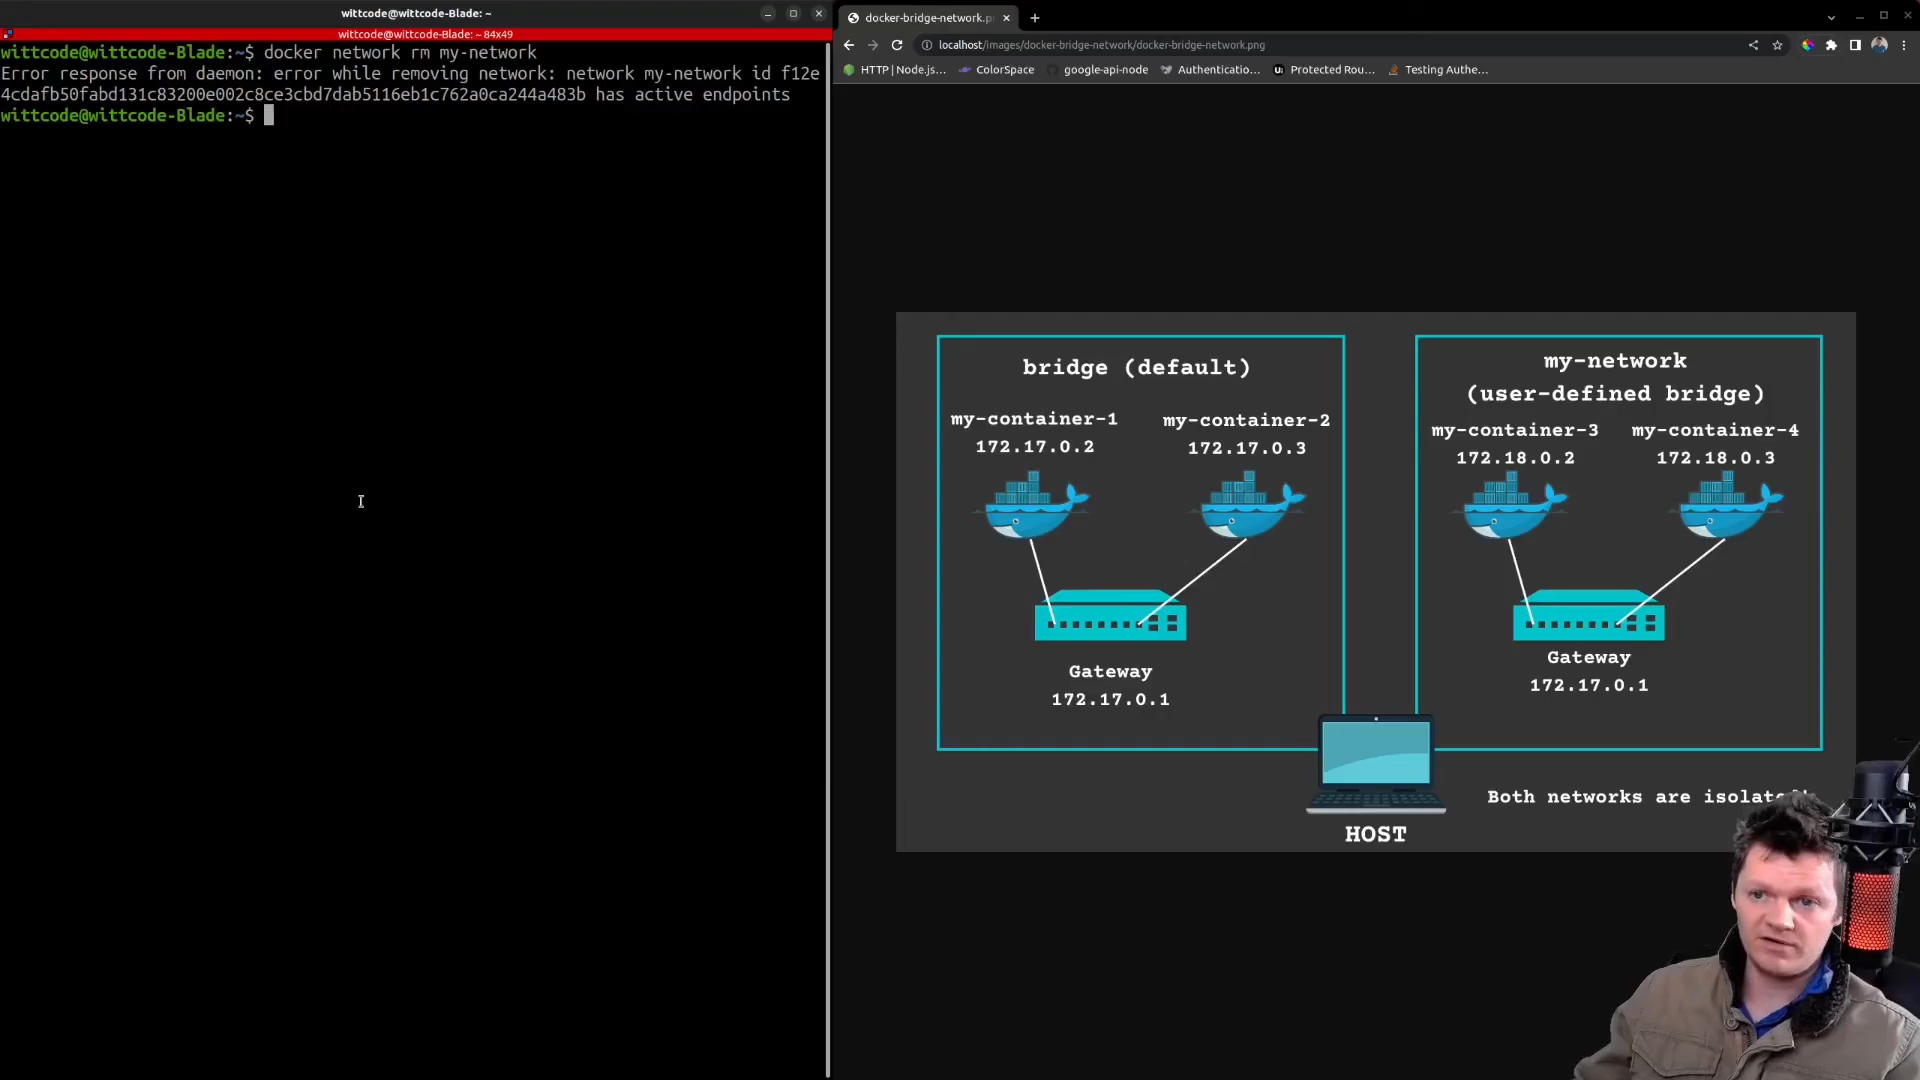 wittcode@wittcode-Blade: ~
wittcode@wittcode-Blade: ~ 84x49
wittcode@wittcode-Blade:~$ docker network rm my-network
Error response from daemon: error while removing network: network my-network id f12e
4cdafb50fabd131c83200e002c8ce3cbd7dab5116eb1c762a0ca244a483b has active endpoints
wittcode@wittcode-Blade:~$
docker-bridge-network.p
localhost/images/docker-bridge-network/docker-bridge-network.png
HTTP | Node.js…
ColorSpace
google-api-node
Authenticatio…
Protected Rou…
Testing Authe…
bridge (default)
my-container-1
172.17.0.2
my-container-2
172.17.0.3
Gateway
172.17.0.1
my-network
(user-defined bridge)
my-container-3
172.18.0.2
my-container-4
172.18.0.3
Gateway
172.17.0.1
HOST
Both networks are